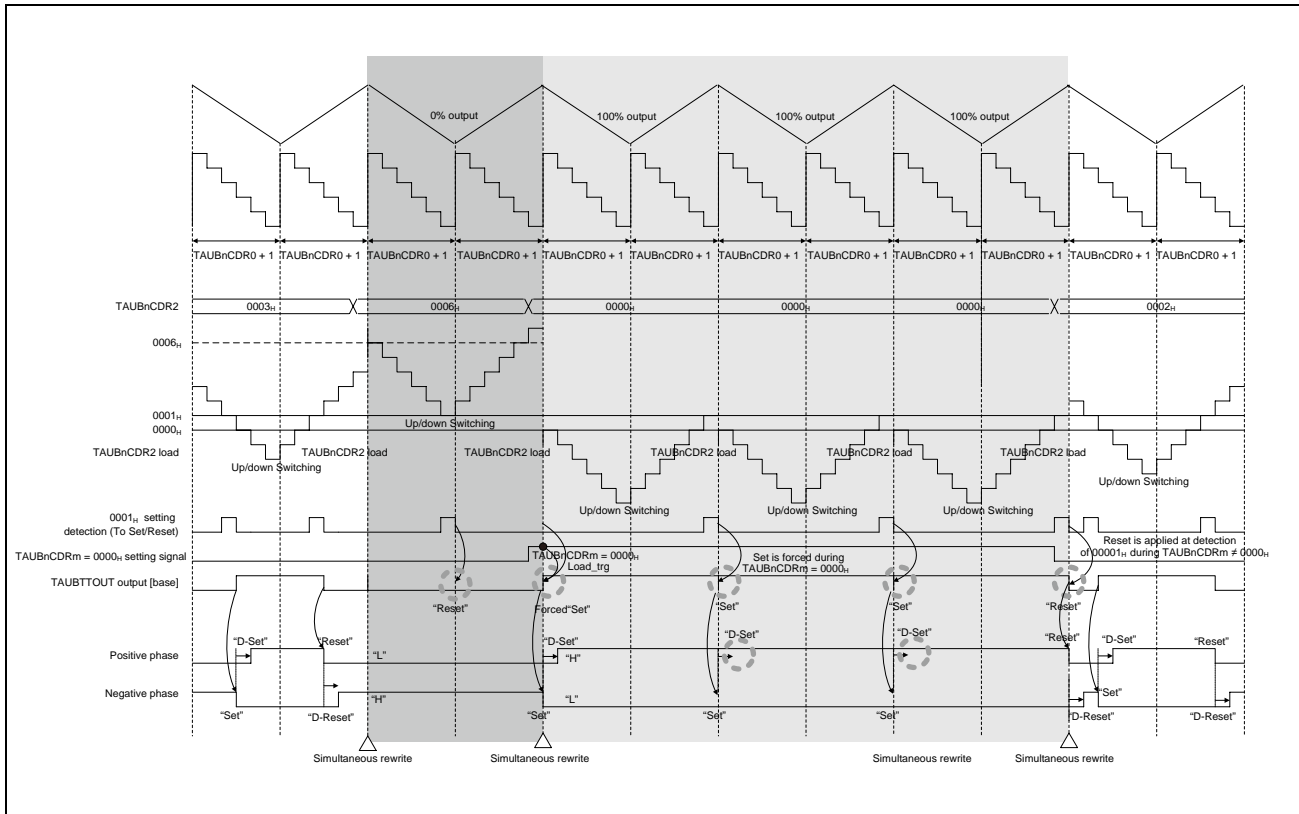 0% output
100% output
100% output
100% output
TAUBnCDR0 + 1 TAUBnCDR0 + 1 TAUBnCDR0 + 1 TAUBnCDR0 + 1 TAUBnCDR0 + 1 TAUBnCDR0 + 1 TAUBnCDR0 + 1 TAUBnCDR0 + 1 TAUBnCDR0 + 1 TAUBnCDR0 + 1 TAUBnCDR0 + 1 TAUBnCDR0 + 1
TAUBnCDR2
0003H
0006H
0000H
0000H
0000H
0002H
0006H
0001H
0000H
Up/down Switching
TAUBnCDR2 load
TAUBnCDR2 load
TAUBnCDR2 load
TAUBnCDR2 load
TAUBnCDR2 load
TAUBnCDR2 load
Up/down Switching
Up/down Switching
Up/down Switching
Up/down Switching
Up/down Switching
0001H setting
detection (To Set/Reset)
TAUBnCDRm = 0000H setting signal
TAUBnCDRm = 0000H
Load_trg
Set is forced during
TAUBnCDRm = 0000H
Reset is applied at detection
of 00001H during TAUBnCDRm ≠ 0000H
TAUBTTOUT output [base]
“Reset”
Forced“Set”
“Set”
“Set”
“Reset”
“D-Set”
“Reset”
“D-Set”
“D-Set”
“D-Set”
“Reset”
“D-Set”
“Reset”
Positive phase
“L”
“H”
Negative phase
“H”
“L”
“Set”
“Set”
“D-Reset”
“Set”
“Set”
“Set”
“D-Reset”
“D-Reset”
Simultaneous rewrite
Simultaneous rewrite
Simultaneous rewrite
Simultaneous rewrite